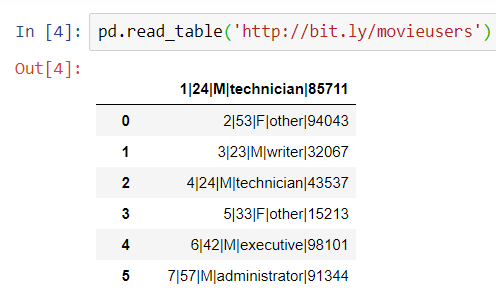 In [4]: pd.read_table('http://bit.ly/movieusers')
Out[4]:
1|24|M|technician|85711
0 2|53|F|other|94043
1 3|23|M|writer|32067
2 4|24|M|technician|43537
3 5|33|F|other|15213
4 6|42|M|executive|98101
5 7|57|M|administrator|91344